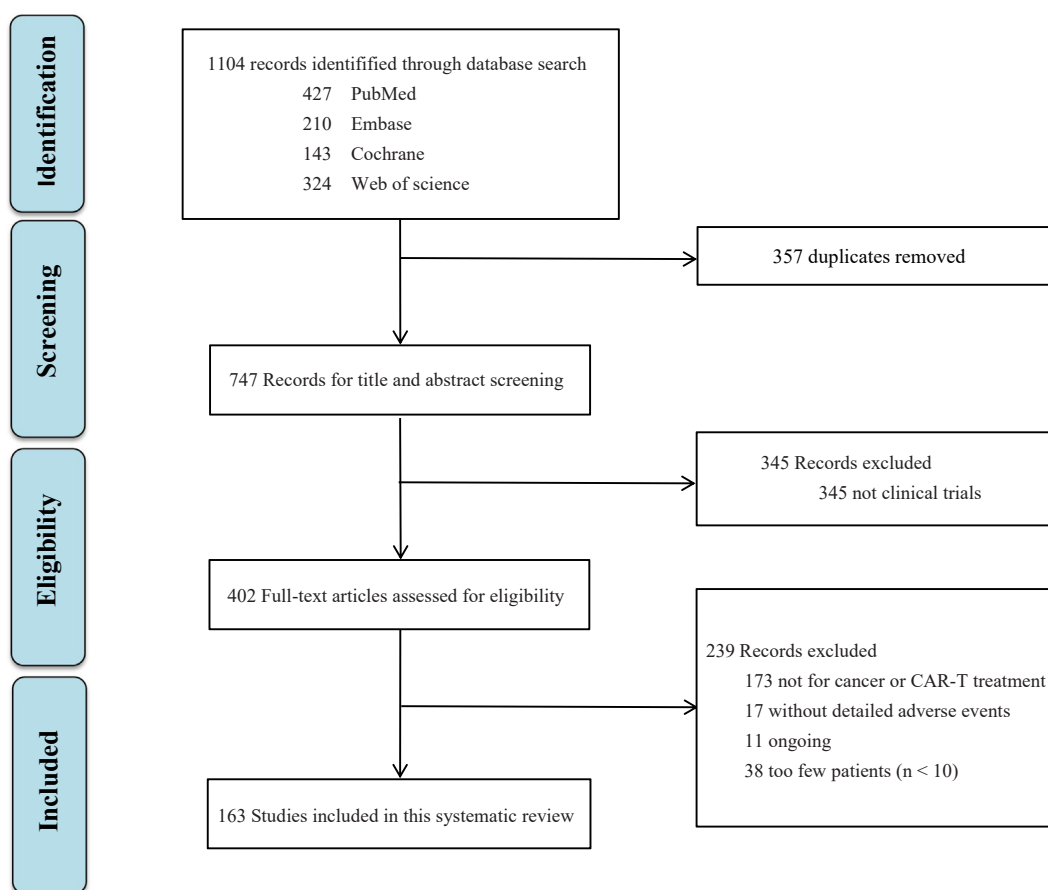 Identification
1104 records identifified through database search
427 PubMed
210 Embase
143 Cochrane
324 Web of science
Screening
357 duplicates removed
747 Records for title and abstract screening
345 Records excluded
345 not clinical trials
Eligibility
402 Full-text articles assessed for eligibility
239 Records excluded
173 not for cancer or CAR-T treatment
17 without detailed adverse events
11 ongoing
38 too few patients (n < 10)
Included
163 Studies included in this systematic review